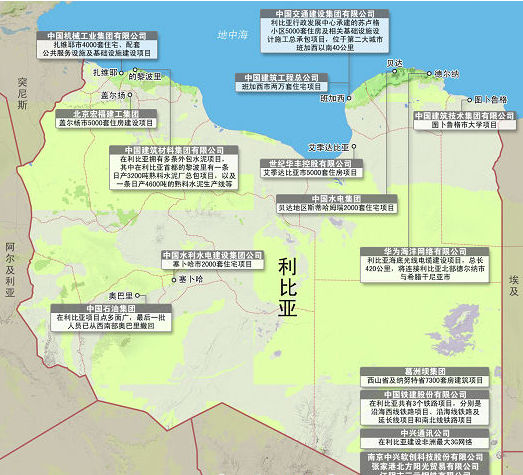 中国交通建设集团有限公司
利比亚行政发展中心承建的苏卢格
小区5000套住房及相关基础设施设
计施工总承包项目，位于第二大城市
班加西以南40公里
中国机械工业集团有限公司
扎维耶市4000套住宅、配套
公共服务设施及基础设施建设项目
地中海
突尼斯
扎维耶
的黎波里
中国建筑工程总公司
班加西市两万套住宅项目
贝达
德尔纳
班加西
图卜鲁格
盖尔扬
北京宏福建工集团
盖尔杨市5000套住房建设项目
中国建筑技术集团有限公司
图卜鲁格市大学项目
中国建筑材料集团有限公司
在利比亚拥有多条外包水泥项目，
其中在利比亚首都的黎波里有一条
日产3200吨熟料水泥厂总包项目，以及
一条日产4600吨的熟料水泥生产线等
艾季达比亚
世纪华丰控股有限公司
艾季达比亚市5000套住房项目
中国水电集团
贝达地区斯蒂哈姆瑞2000套住宅项目
阿尔及利亚
中国水利水电建设集团有限公司
塞卜哈市2000套住宅项目
塞卜哈
利比亚
华为海洋网络有限公司
利比亚海底光线电缆建设项目，总长
420公里，将连接利比亚北部德尔纳市
与希腊干尼亚市
埃及
奥巴里
中国石油集团
在利比亚项目点多面广，最后一批
人员已从西南部奥巴里撤回
葛洲坝集团
西山省及纳努特省7300套房建筑项目
中国铁建股份有限公司
在利比亚共有3个铁路项目，分别是
沿海西线铁路项目、沿海线铁路及
延长线项目和南北线铁路项目
中兴通讯公司
在利比亚建设非洲最大3G网络
南京中兴软创科技股份有限公司
张家港北方阳光贸易有限公司